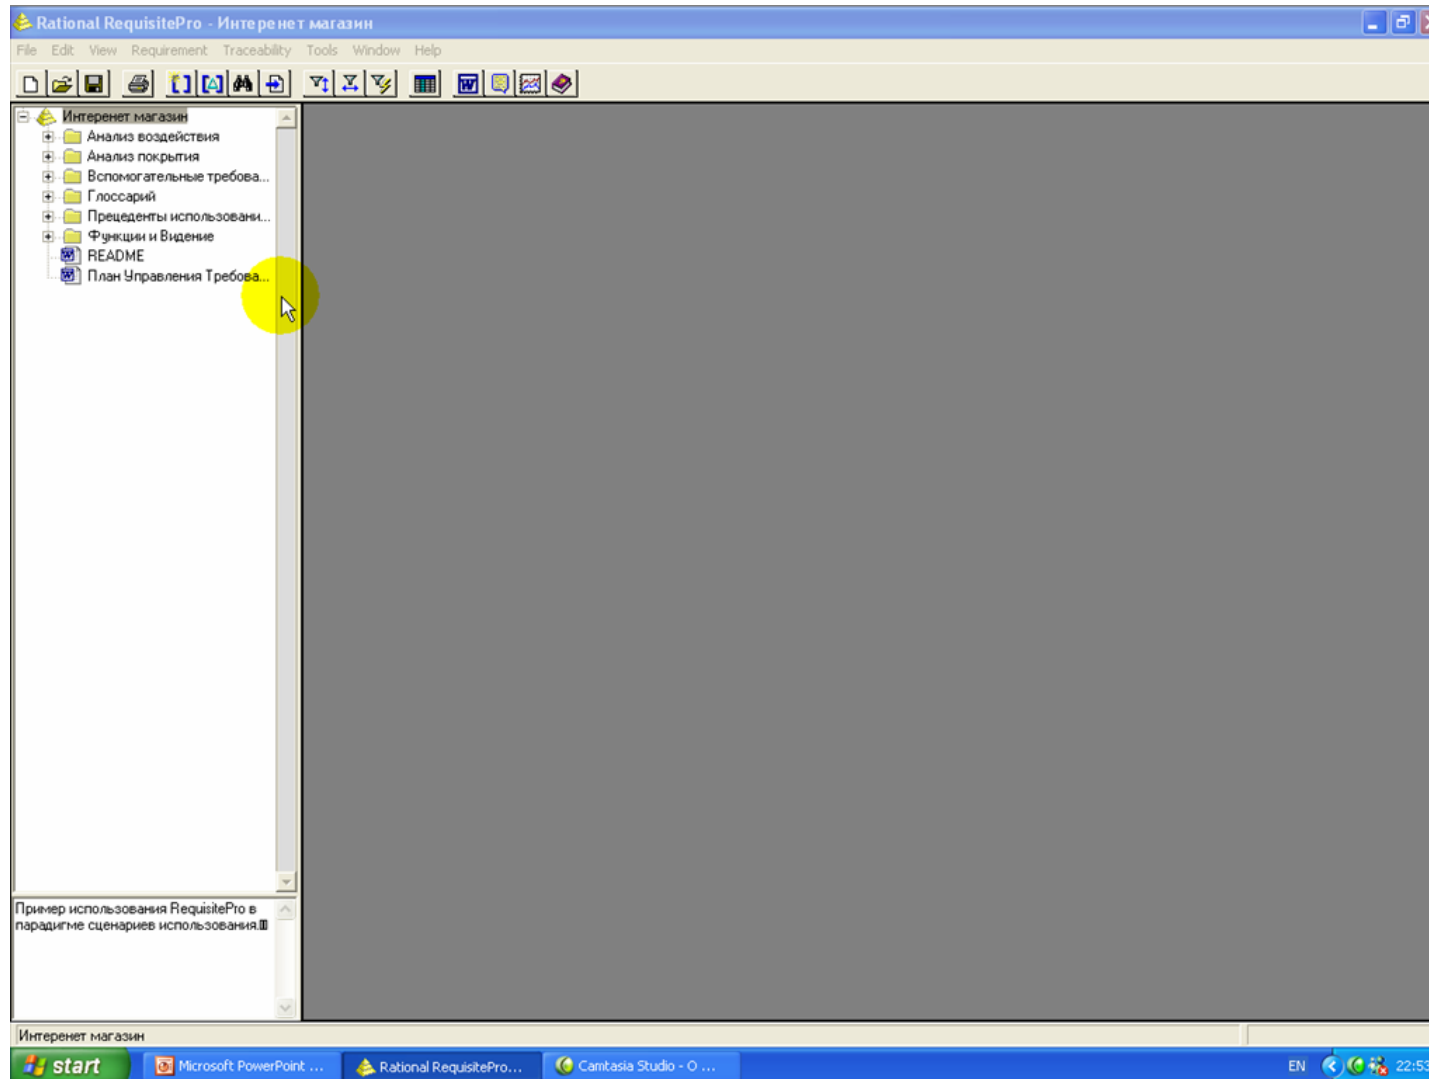 Rational RequisitePro - Интеренет магазин
File Edit View Requirement Traceability Tools Window Help
Интеренет магазин
Анализ воздействия
Анализ покрытия
Вспомогательные требова...
Глоссарий
Прецеденты использовани...
Функции и Видение
README
План Управления Требова...
Пример использования RequisitePro в
парадигме сценариев использования.
Интеренет магазин
start Microsoft PowerPoint ... Rational RequisitePro... Camtasia Studio - O ... EN 22:53